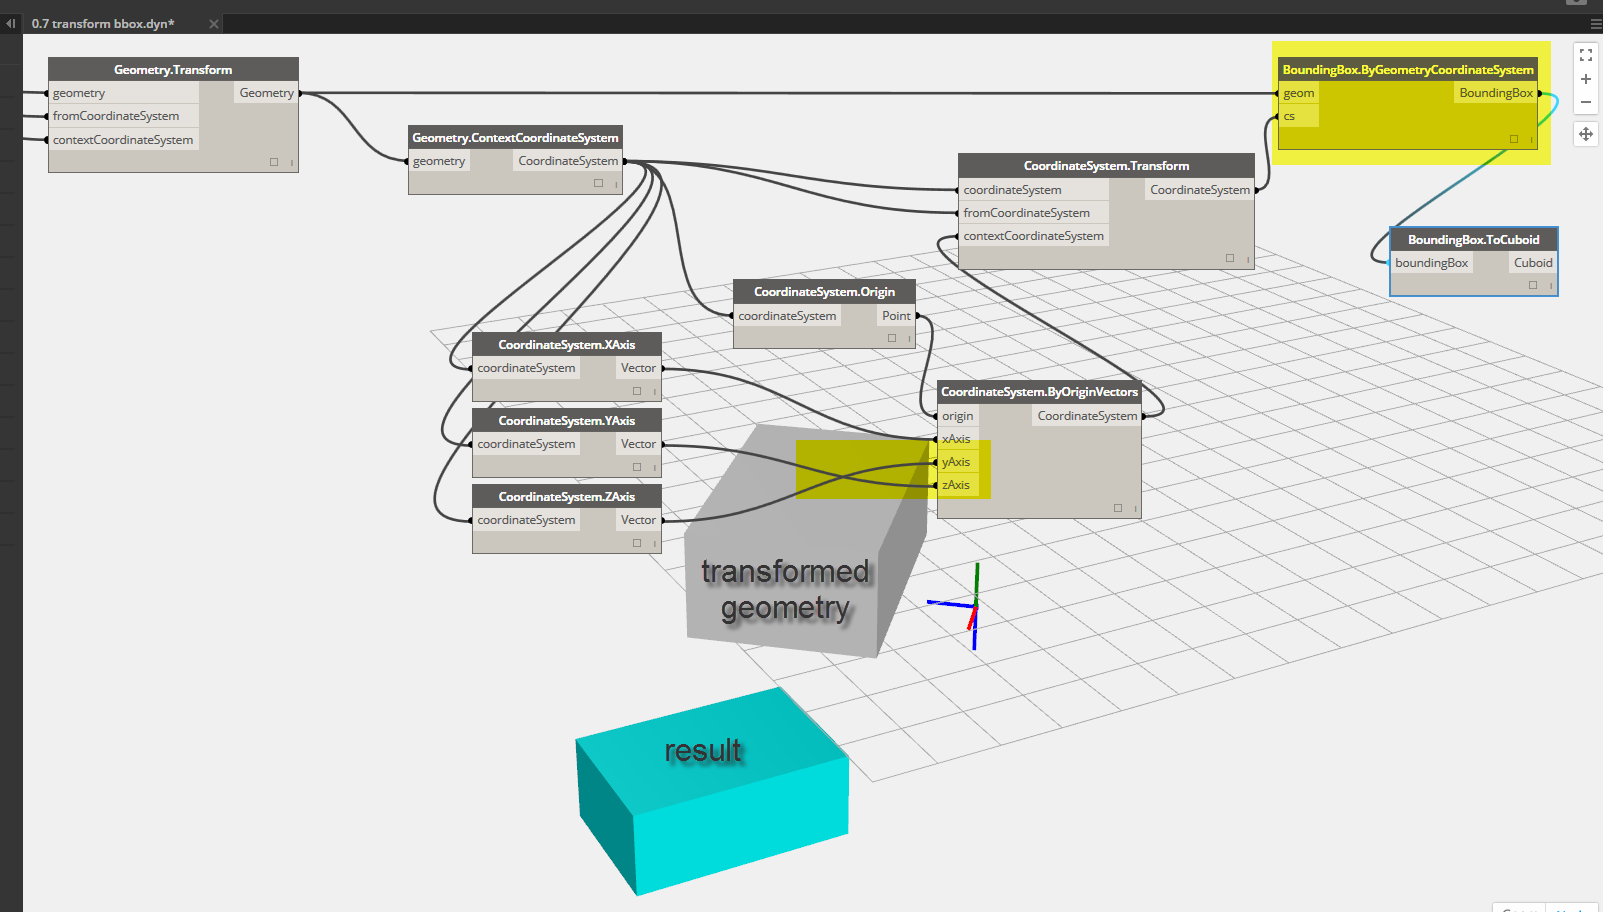 0.7 transform bbox.dyn*
Geometry.Transform
geometry
Geometry
fromCoordinateSystem
contextCoordinateSystem
Geometry.ContextCoordinateSystem
geometry
CoordinateSystem
BoundingBox.ByGeometryCoordinateSystem
geom
BoundingBox
cs
CoordinateSystem.Transform
coordinateSystem
CoordinateSystem
fromCoordinateSystem
contextCoordinateSystem
BoundingBox.ToCuboid
boundingBox
Cuboid
CoordinateSystem.Origin
coordinateSystem
Point
CoordinateSystem.XAxis
coordinateSystem
Vector
CoordinateSystem.YAxis
coordinateSystem
Vector
CoordinateSystem.ZAxis
coordinateSystem
Vector
CoordinateSystem.ByOriginVectors
origin
CoordinateSystem
xAxis
yAxis
zAxis
transformed
geometry
result